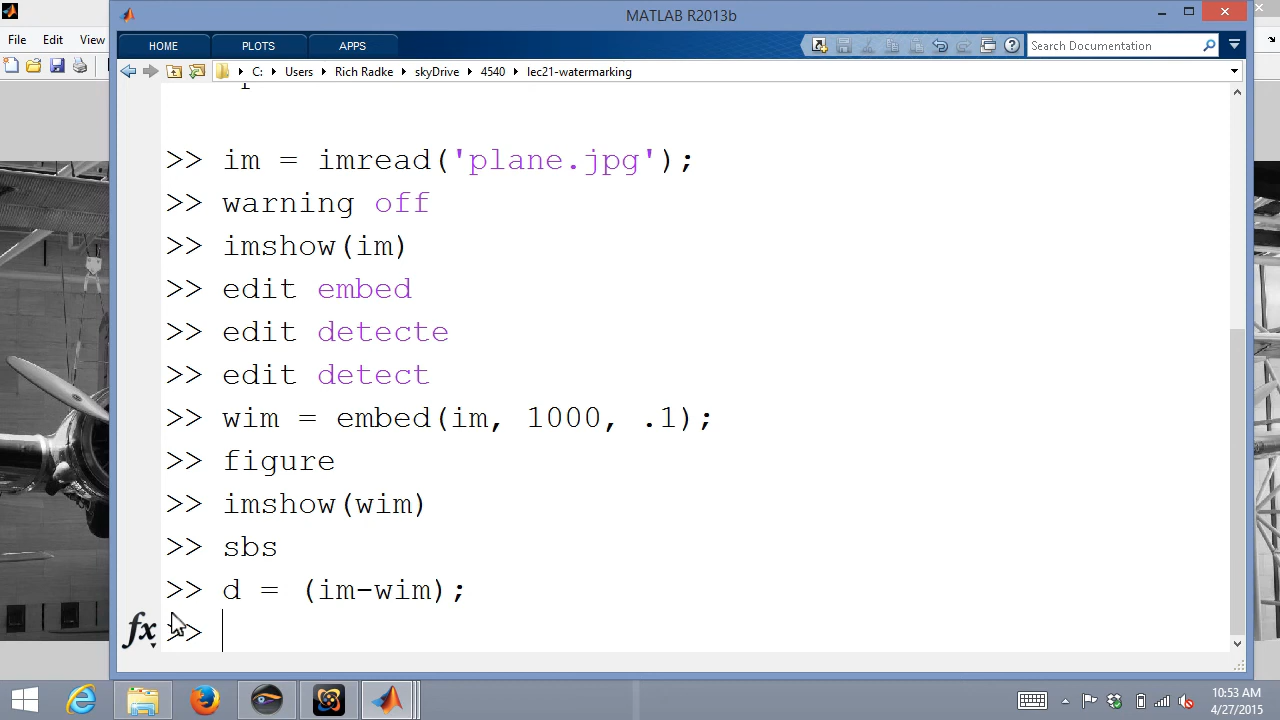 MATLAB R2013b
File Edit View
HOME PLOTS APPS
Search Documentation
C: Users Rich Radke skyDrive 4540 lec21-watermarking
>> im = imread('plane.jpg');
>> warning off
>> imshow(im)
>> edit embed
>> edit detecte
>> edit detect
>> wim = embed(im, 1000, .1);
>> figure
>> imshow(wim)
>> sbs
>> d = (im-wim);
fx >>
10:53 AM
4/27/2015